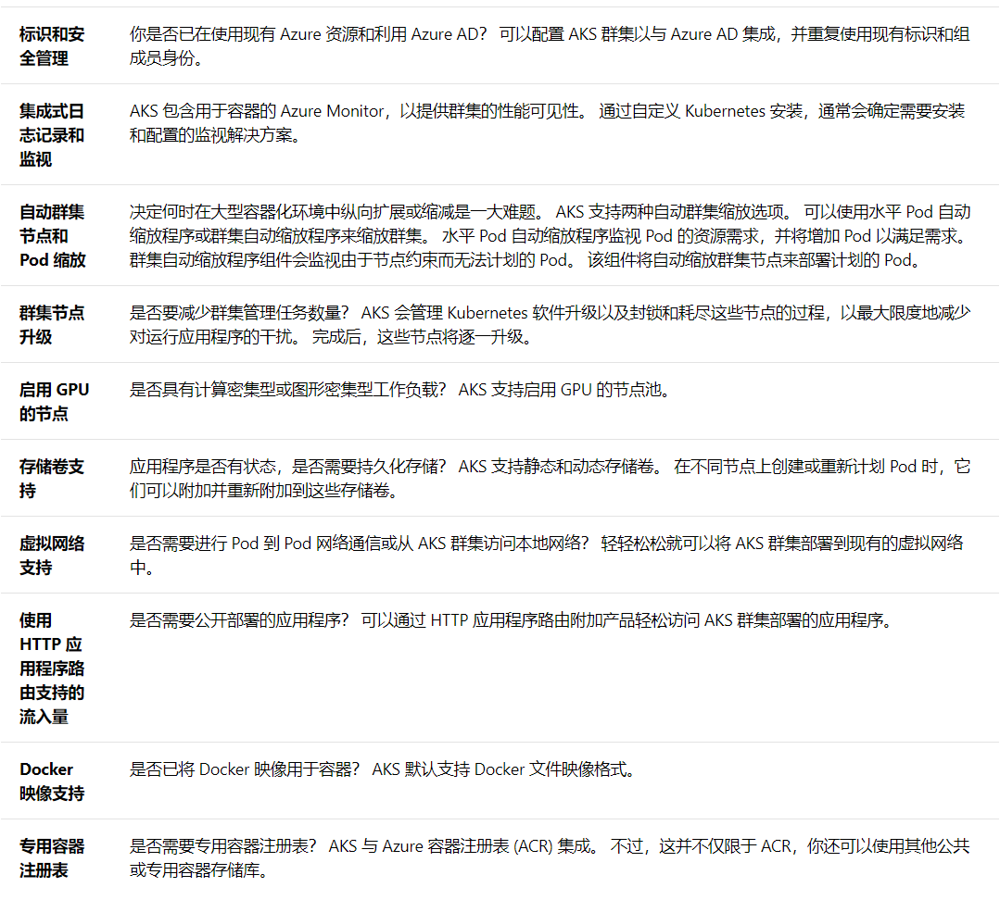 标识和安
全管理
你是否已在使用现有 Azure 资源和利用 Azure AD？ 可以配置 AKS 群集以与 Azure AD 集成，并重复使用现有标识和组
成员身份。
集成式日
志记录和
监视
AKS 包含用于容器的 Azure Monitor，以提供群集的性能可见性。 通过自定义 Kubernetes 安装，通常会确定需要安装
和配置的监视解决方案。
自动群集
节点和
Pod 缩放
决定何时在大型容器化环境中纵向扩展或缩减是一大难题。 AKS 支持两种自动群集缩放选项。 可以使用水平 Pod 自动
缩放程序或群集自动缩放程序来缩放群集。 水平 Pod 自动缩放程序监视 Pod 的资源需求，并将增加 Pod 以满足需求。
群集自动缩放程序组件会监视由于节点约束而无法计划的 Pod。 该组件将自动缩放群集节点来部署计划的 Pod。
群集节点
升级
是否要减少群集管理任务数量？ AKS 会管理 Kubernetes 软件升级以及封锁和耗尽这些节点的过程，以最大限度地减少
对运行应用程序的干扰。 完成后，这些节点将逐一升级。
启用 GPU
的节点
是否具有计算密集型或图形密集型工作负载？ AKS 支持启用 GPU 的节点池。
存储卷支
持
应用程序是否有状态，是否需要持久化存储？ AKS 支持静态和动态存储卷。 在不同节点上创建或重新计划 Pod 时，它
们可以附加并重新附加到这些存储卷。
虚拟网络
支持
是否需要进行 Pod 到 Pod 网络通信或从 AKS 群集访问本地网络？ 轻轻松松就可以将 AKS 群集部署到现有的虚拟网络
中。
使用
HTTP 应
用程序路
由支持的
流入量
是否需要公开部署的应用程序？ 可以通过 HTTP 应用程序路由附加产品轻松访问 AKS 群集部署的应用程序。
Docker
映像支持
是否已将 Docker 映像用于容器？ AKS 默认支持 Docker 文件映像格式。
专用容器
注册表
是否需要专用容器注册表？ AKS 与 Azure 容器注册表 (ACR) 集成。 不过，这并不仅限于 ACR，你还可以使用其他公共
或专用容器存储库。